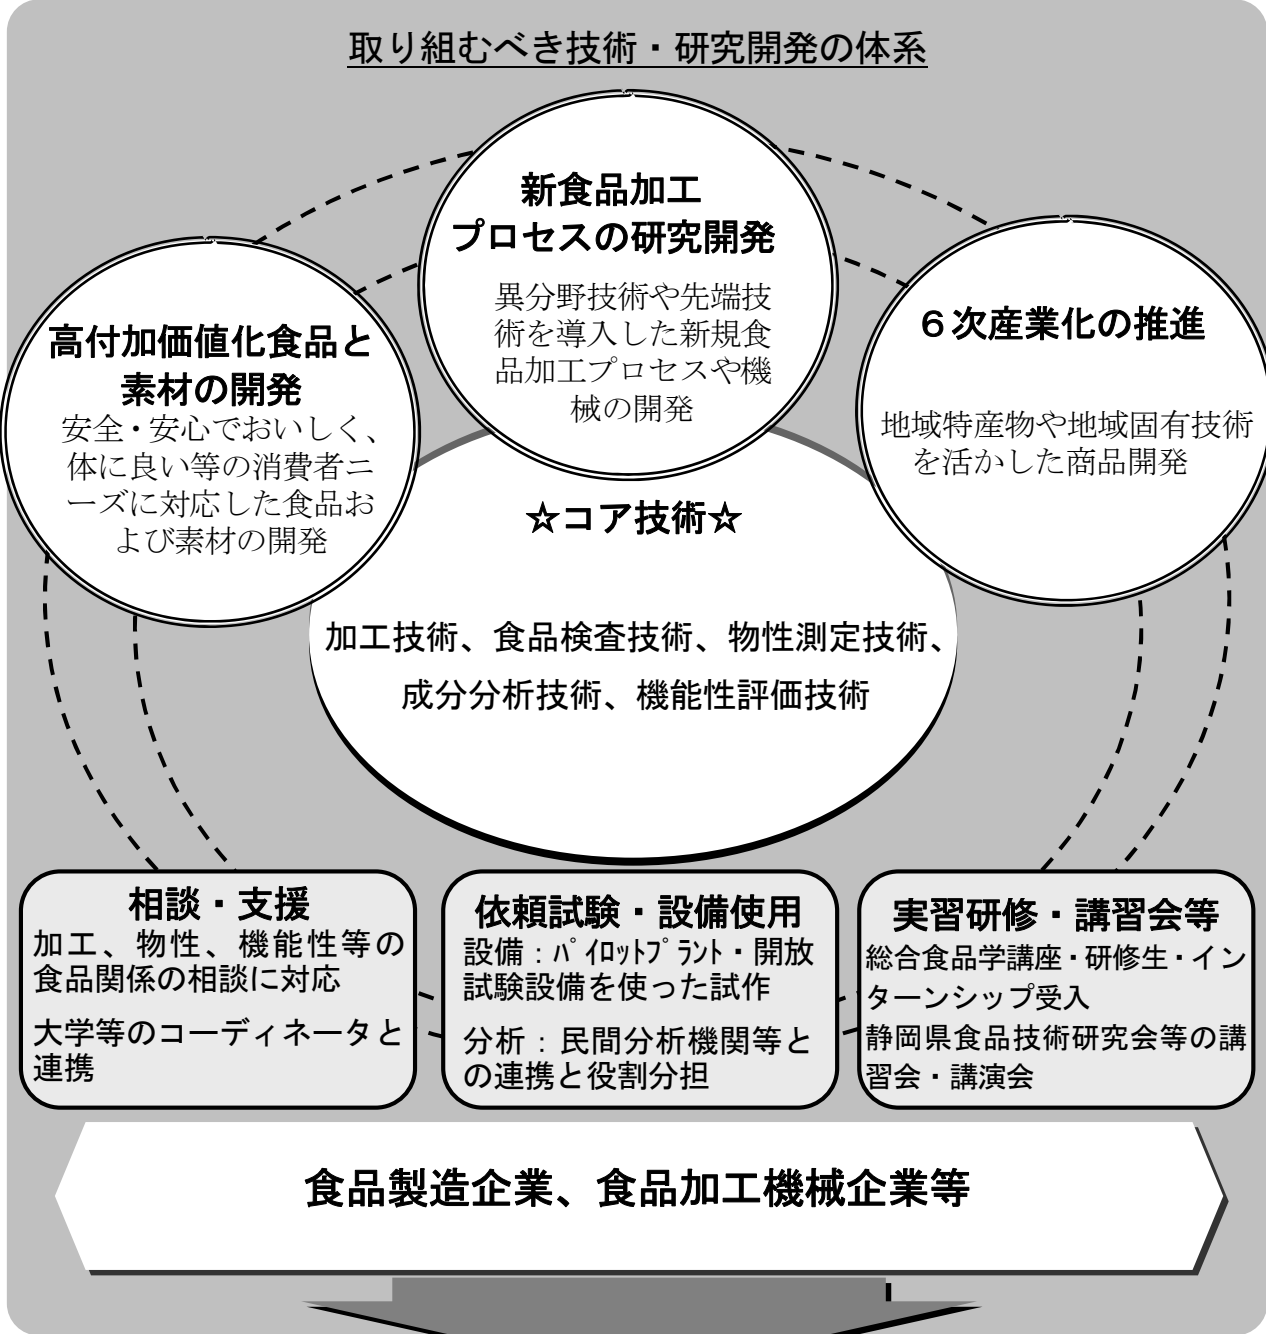 取り組むべき技術・研究開発の体系
新食品加工
プロセスの研究開発
異分野技術や先端技
術を導入した新規食
品加工プロセスや機
械の開発
高付加価値化食品と
素材の開発
安全・安心でおいしく、
体に良い等の消費者ニ
ーズに対応した食品お
よび素材の開発
6次産業化の推進
地域特産物や地域固有技術
を活かした商品開発
☆コア技術☆
加工技術、食品検査技術、物性測定技術、
成分分析技術、機能性評価技術
相談・支援
加工、物性、機能性等の
食品関係の相談に対応
大学等のコーディネータと
連携
依頼試験・設備使用
設備：ﾊﾟｲﾛｯﾄﾌﾟﾗﾝﾄ・開放
試験設備を使った試作
分析：民間分析機関等と
の連携と役割分担
実習研修・講習会等
総合食品学講座・研修生・イン
ターンシップ受入
静岡県食品技術研究会等の講
習会・講演会
食品製造企業、食品加工機械企業等